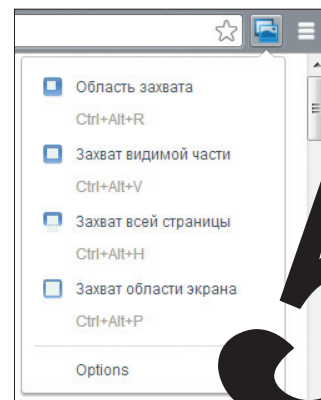 Область захвата
Ctrl+Alt+R
Захват видимой части
Ctrl+Alt+V
Захват всей страницы
Ctrl+Alt+H
Захват области экрана
Ctrl+Alt+P
Options